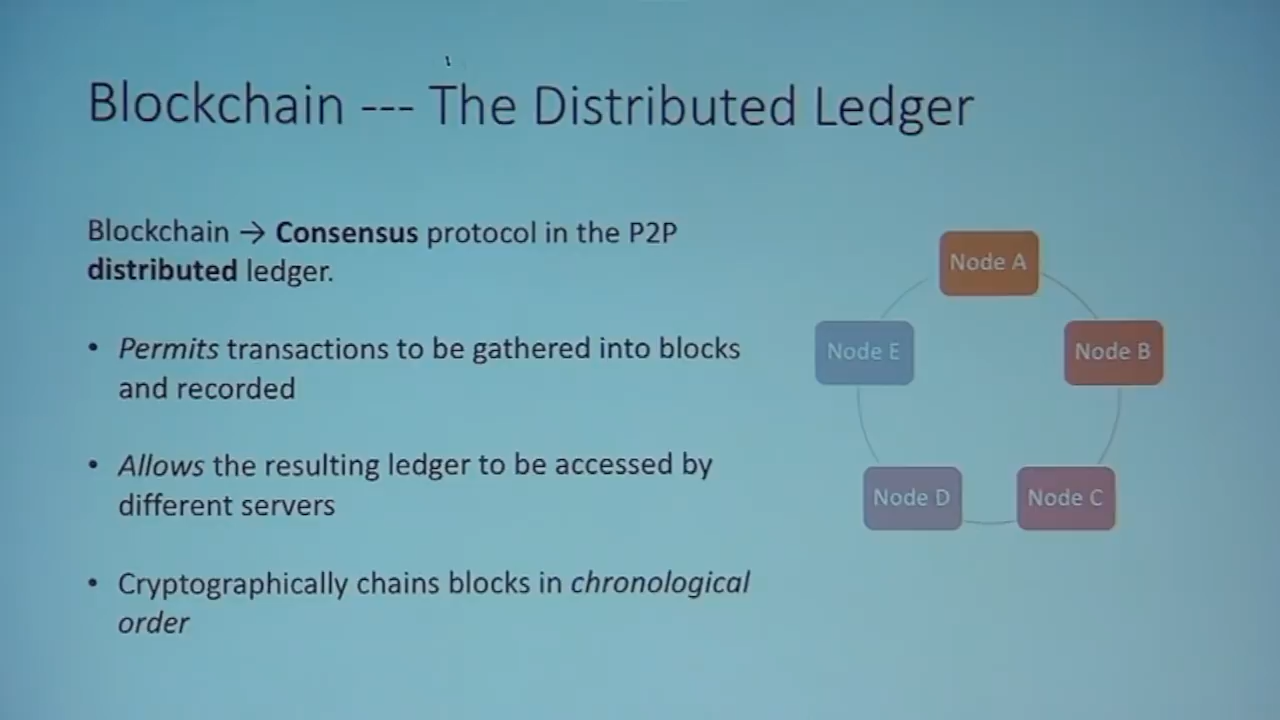 Blockchain --- The Distributed Ledger
Blockchain → Consensus protocol in the P2P
distributed ledger.
• Permits transactions to be gathered into blocks
and recorded
• Allows the resulting ledger to be accessed by
different servers
• Cryptographically chains blocks in chronological
order
Node A
Node B
Node C
Node D
Node E